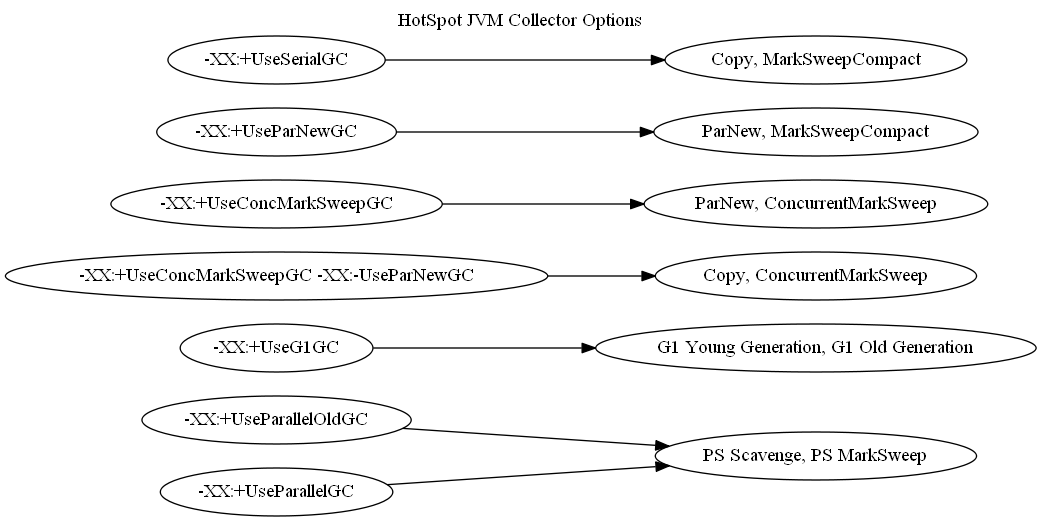 HotSpot JVM Collector Options
-XX:+UseSerialGC
Copy, MarkSweepCompact
-XX:+UseParNewGC
ParNew, MarkSweepCompact
-XX:+UseConcMarkSweepGC
ParNew, ConcurrentMarkSweep
-XX:+UseConcMarkSweepGC -XX:-UseParNewGC
Copy, ConcurrentMarkSweep
-XX:+UseG1GC
G1 Young Generation, G1 Old Generation
-XX:+UseParallelOldGC
PS Scavenge, PS MarkSweep
-XX:+UseParallelGC